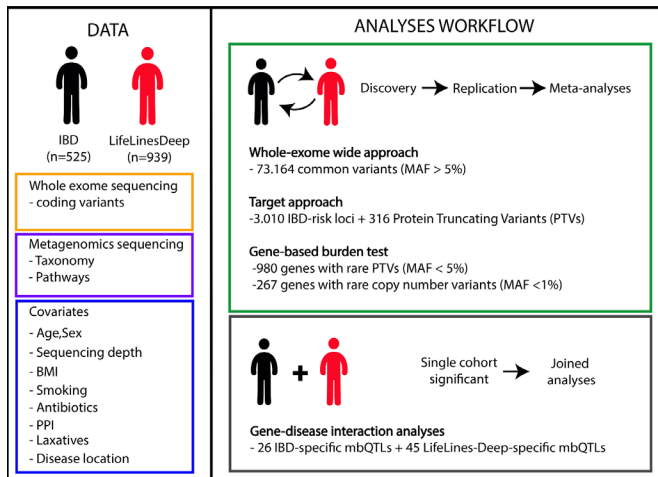 DATA
IBD
(n=525)
LifeLinesDeep
(n=939)
Whole exome sequencing
- coding variants
Metagenomics sequencing
- Taxonomy
- Pathways
Covariates
- Age,Sex
- Sequencing depth
- BMI
- Smoking
- Antibiotics
- PPI
- Laxatives
- Disease location
ANALYSES WORKFLOW
Discovery
Replication
Meta-analyses
Whole-exome wide approach
- 73.164 common variants (MAF > 5%)
Target approach
-3.010 IBD-risk loci + 316 Protein Truncating Variants (PTVs)
Gene-based burden test
-980 genes with rare PTVs (MAF < 5%)
-267 genes with rare copy number variants (MAF <1%)
+
Single cohort
significant
Joined
analyses
Gene-disease interaction analyses
- 26 IBD-specific mbQTLs + 45 LifeLines-Deep-specific mbQTLs